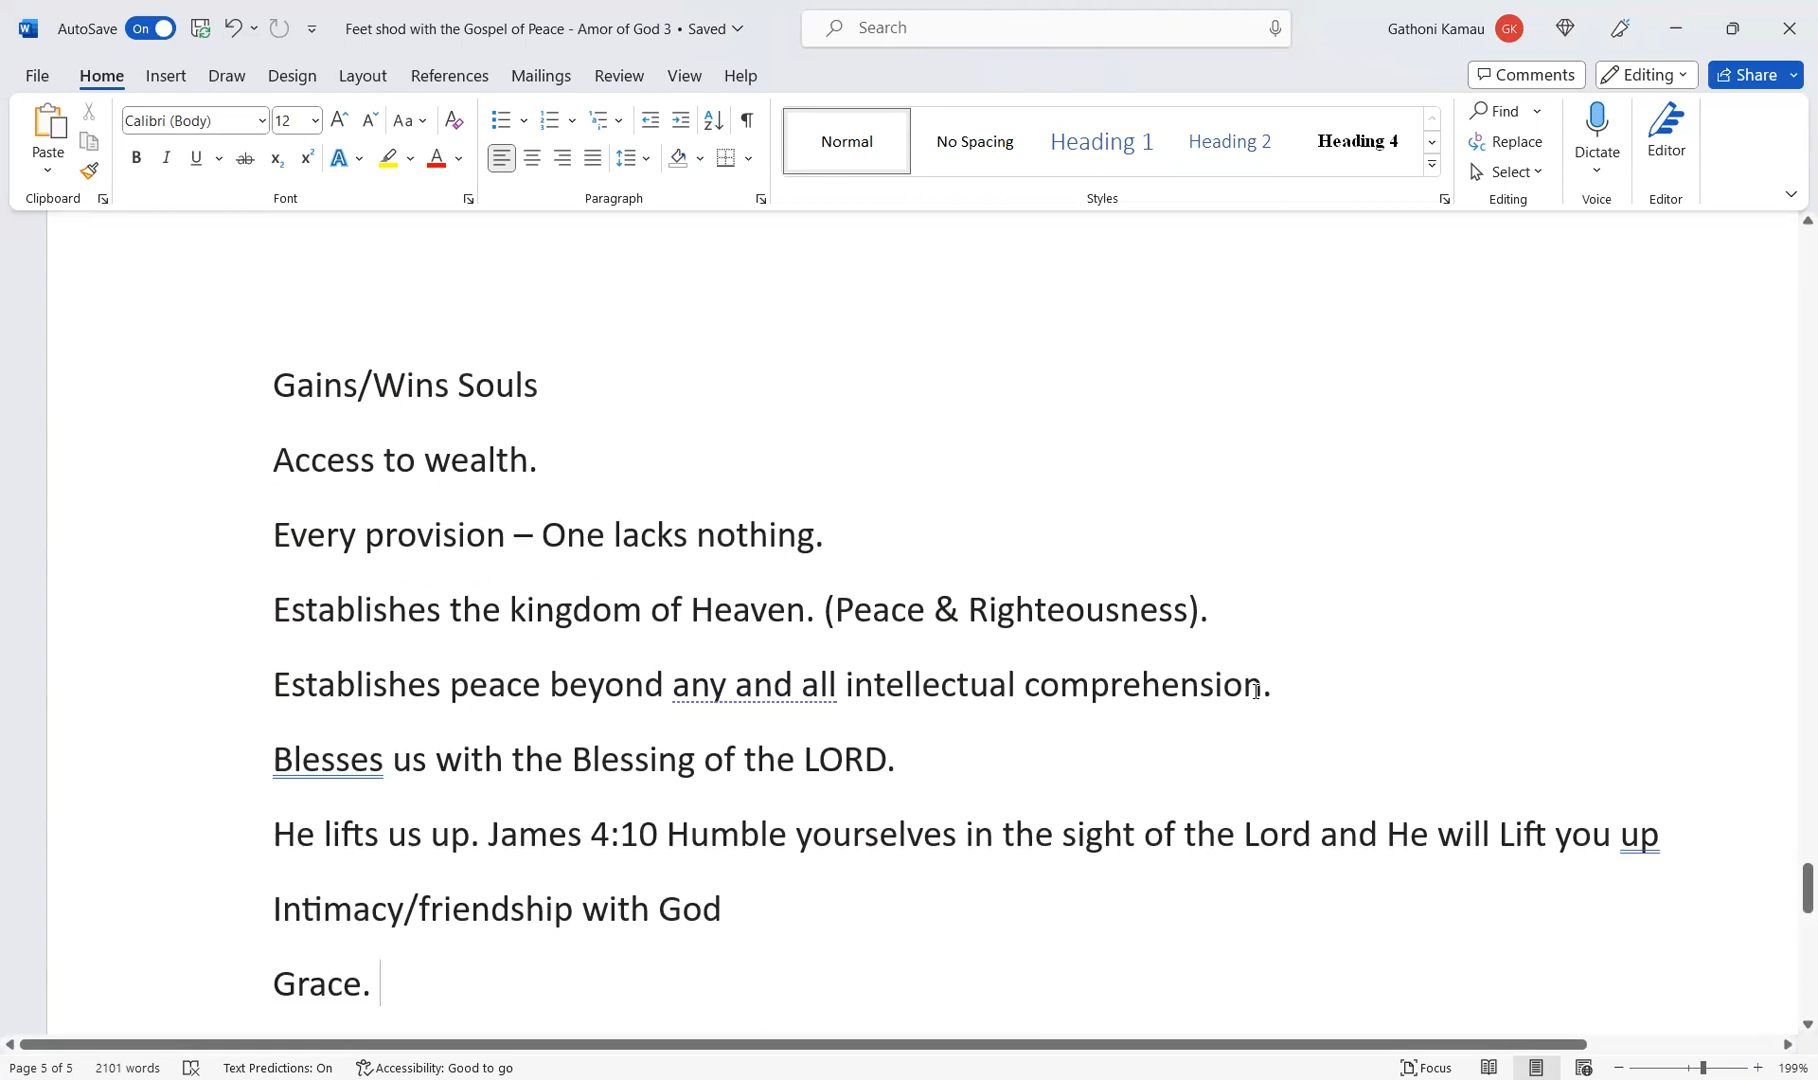 AutoSave On Feet shod with the Gospel of Peace - Amor of God 3 • Saved Search Gathoni Kamau GK
File Home Insert Draw Design Layout References Mailings Review View Help Comments Editing Share
Paste
Calibri (Body) 12 Aa
B I U ab x₂ x² A A
Normal No Spacing Heading 1 Heading 2 Heading 4
Find
Replace
Select
Dictate
Editor
Clipboard Font Paragraph Styles Editing Voice Editor
Gains/Wins Souls
Access to wealth.
Every provision – One lacks nothing.
Establishes the kingdom of Heaven. (Peace & Righteousness).
Establishes peace beyond any and all intellectual comprehension.
Blesses us with the Blessing of the LORD.
He lifts us up. James 4:10 Humble yourselves in the sight of the Lord and He will Lift you up
Intimacy/friendship with God
Grace.
Page 5 of 5 2101 words Text Predictions: On Accessibility: Good to go Focus 199%